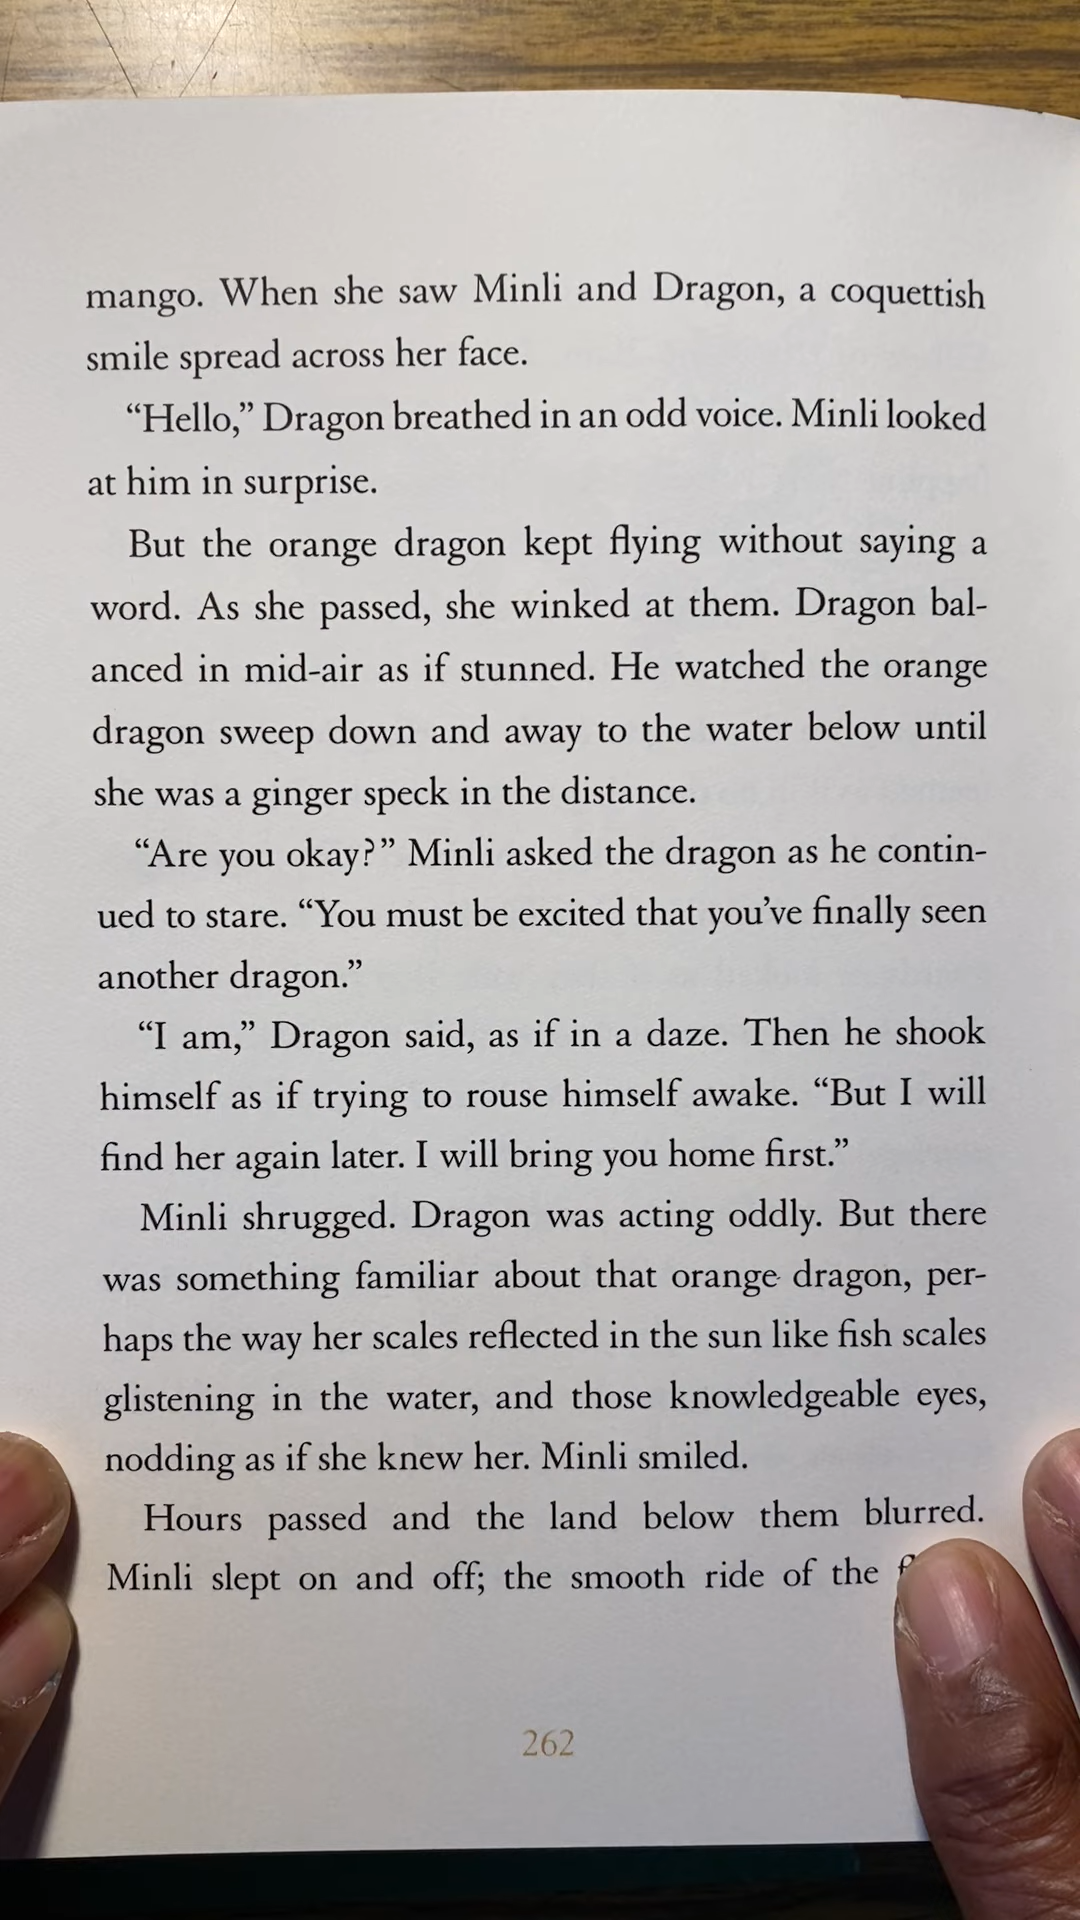 mango. When she saw Minli and Dragon, a coquettish
smile spread across her face.
“Hello,” Dragon breathed in an odd voice. Minli looked
at him in surprise.
But the orange dragon kept flying without saying a
word. As she passed, she winked at them. Dragon bal-
anced in mid-air as if stunned. He watched the orange
dragon sweep down and away to the water below until
she was a ginger speck in the distance.
“Are you okay?” Minli asked the dragon as he contin-
ued to stare. “You must be excited that you’ve finally seen
another dragon.”
“I am,” Dragon said, as if in a daze. Then he shook
himself as if trying to rouse himself awake. “But I will
find her again later. I will bring you home first.”
Minli shrugged. Dragon was acting oddly. But there
was something familiar about that orange dragon, per-
haps the way her scales reflected in the sun like fish scales
glistening in the water, and those knowledgeable eyes,
nodding as if she knew her. Minli smiled.
Hours passed and the land below them blurred.
Minli slept on and off; the smooth ride of the
262